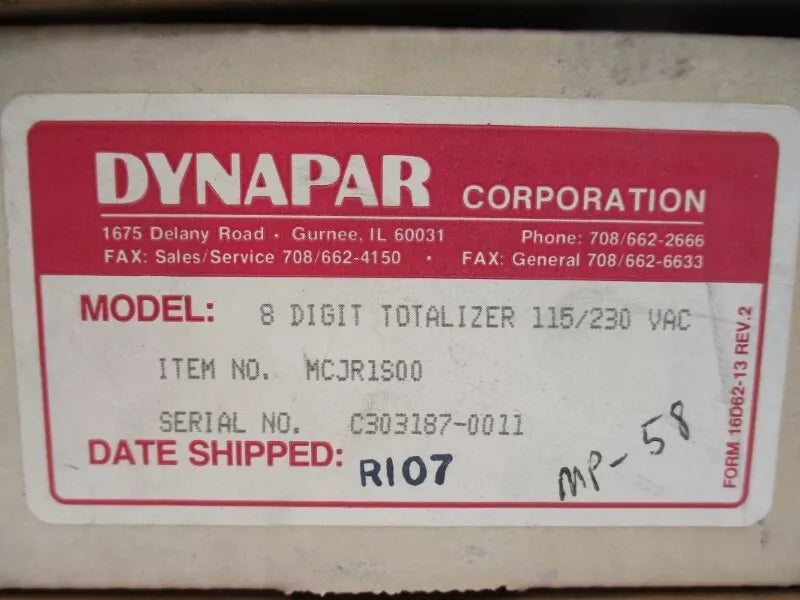 DYNAPAR CORPORATION
1675 Delany Road · Gurnee, IL 60031 Phone: 708/662-2666
FAX: Sales/Service 708/662-4150 · FAX: General 708/662-6633
MODEL: 8 DIGIT TOTALIZER 115/230 VAC
ITEM NO. MCJR1S00
SERIAL NO. C303187-0011
DATE SHIPPED: R107
MP-58
FORM 16D62-13 REV.2